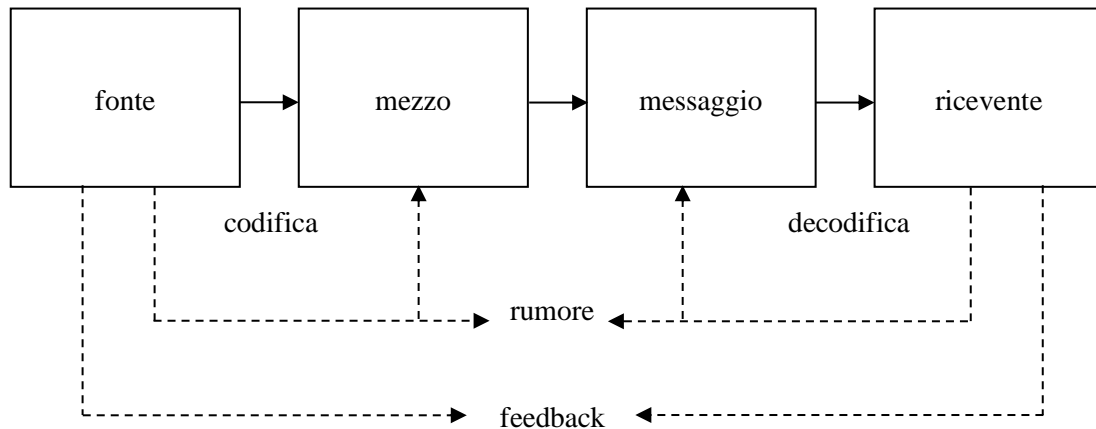 fonte
mezzo
messaggio
ricevente
codifica
decodifica
rumore
feedback